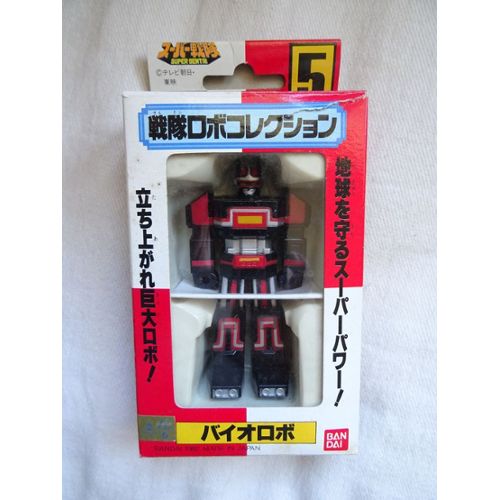 スーパー戦隊
SUPER SENTAI
©テレビ朝日・
東映
5
戦隊ロボコレクション
地球を守るスーパーパワー!
立ち上がれ巨大ロボ!
バイオロボ
BAN
DAI
MADE IN JAPAN